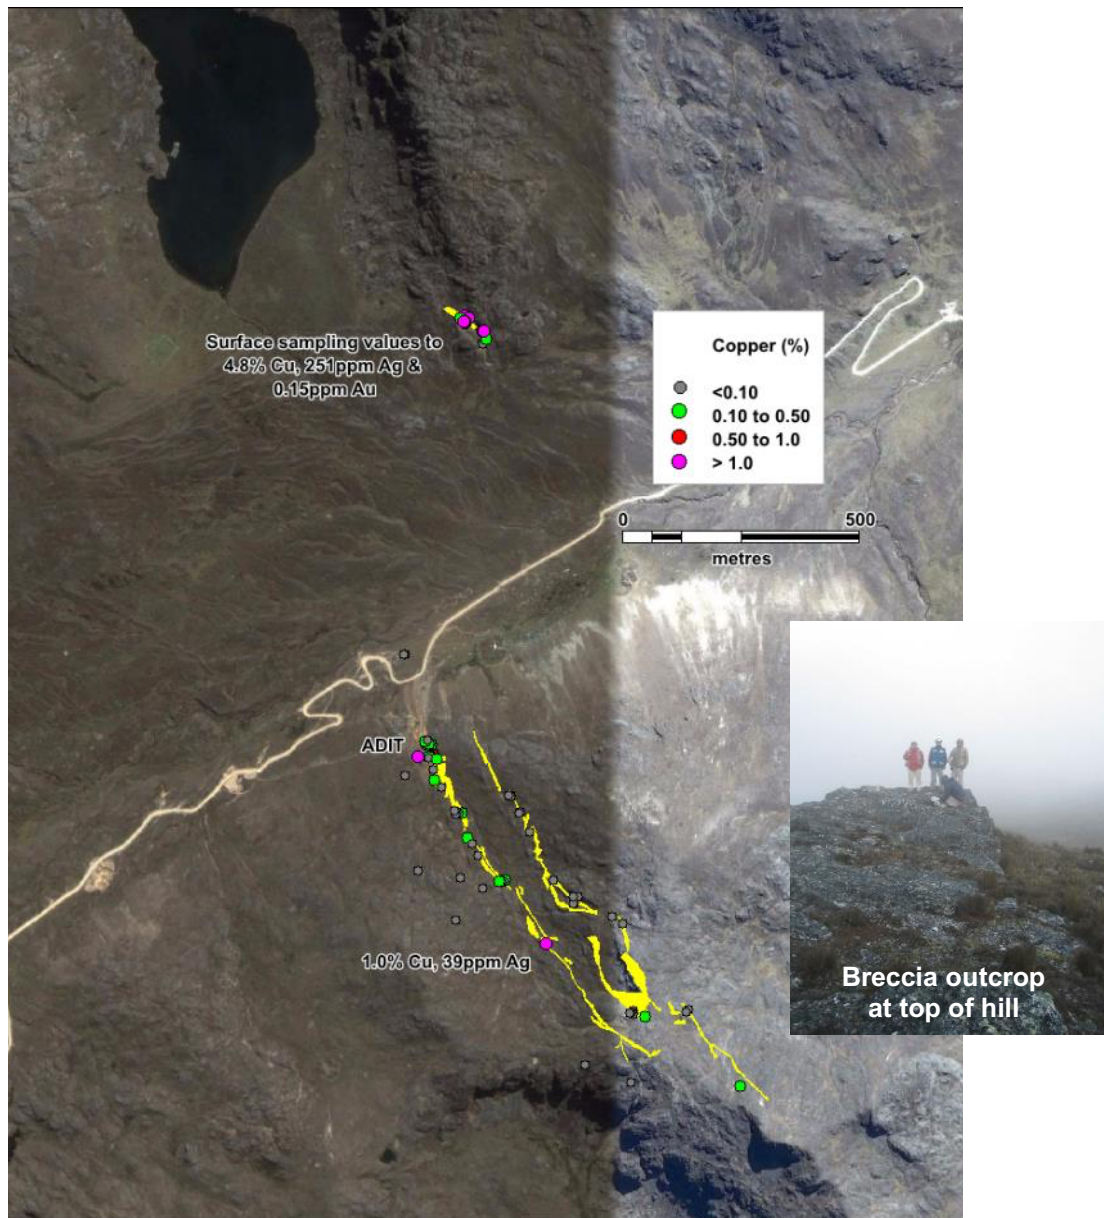 Surface sampling values to
4.8% Cu, 251ppm Ag &
0.15ppm Au
Copper (%)
<0.10
0.10 to 0.50
0.50 to 1.0
> 1.0
0 500
metres
ADIT
1.0% Cu, 39ppm Ag
Breccia outcrop
at top of hill